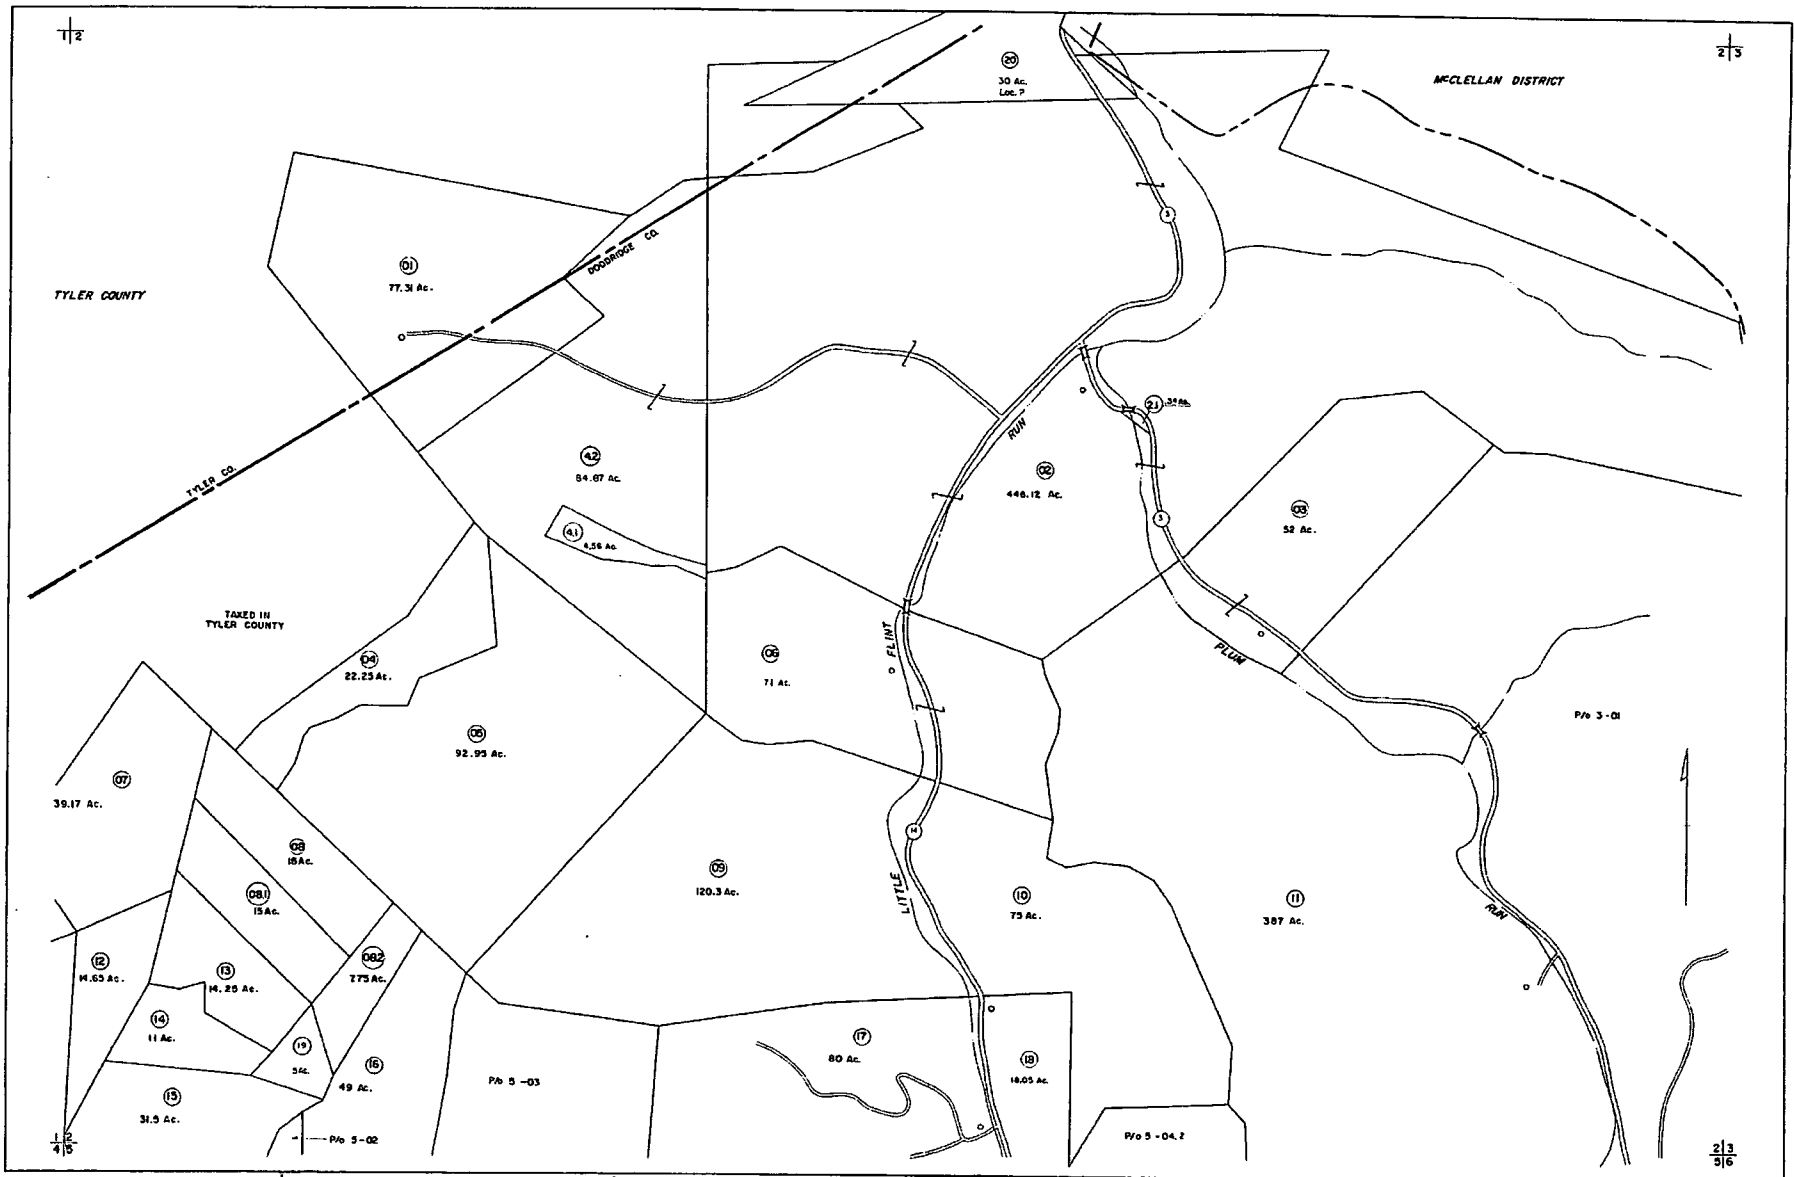 1 2
2 3
20
30 Ac.
Loc. ?
McCLELLAN DISTRICT
3
DODDRIDGE CO.
01
77.31 Ac.
TYLER COUNTY
21
RUN
42
84.87 Ac.
02
446.12 Ac.
TYLER CO.
03
52 Ac.
3
41
4.56 Ac.
TAXED IN
TYLER COUNTY
FLINT
PLUM
04
22.25 Ac.
06
71 Ac.
P/o 3-01
05
92.95 Ac.
07
39.17 Ac.
14
08
16 Ac.
09
120.3 Ac.
LITTLE
08.1
15 Ac.
10
75 Ac.
11
387 Ac.
RUN
12
14.65 Ac.
13
14.25 Ac.
08.2
7.75 Ac.
14
11 Ac.
19
5 Ac.
16
49 Ac.
P/o 5-03
17
80 Ac.
18
18.05 Ac.
15
31.5 Ac.
P/o 5-02
P/o 5-04.2
1 2
4 5
2 3
5 6